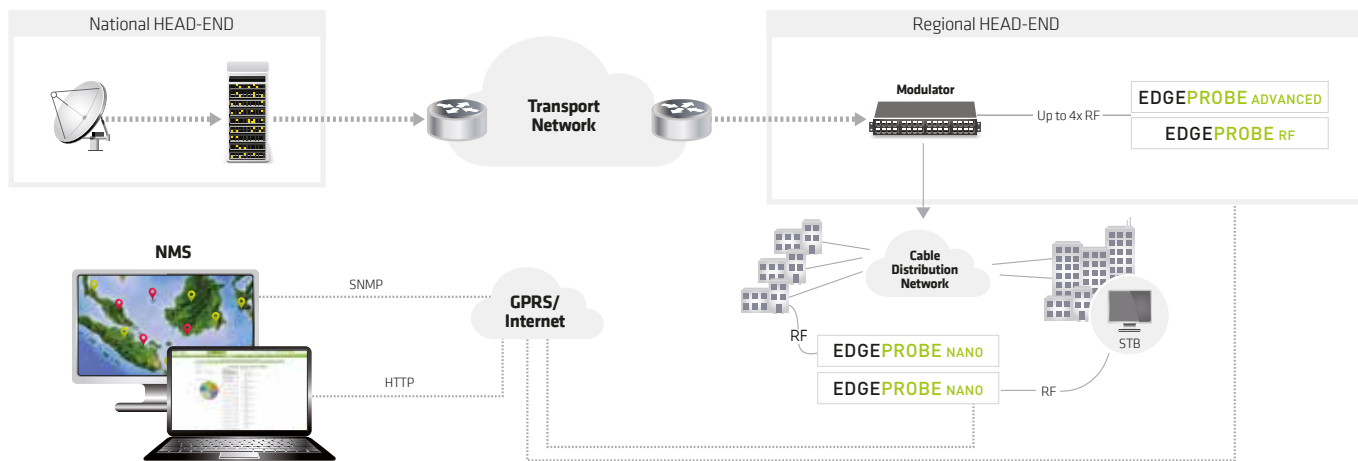 National HEAD-END
Regional HEAD-END
Transport
Network
Modulator
Up to 4x RF
EDGEPROBE ADVANCED
EDGEPROBE RF
NMS
SNMP
GPRS/
Internet
HTTP
Cable
Distribution
Network
STB
RF
EDGEPROBE NANO
EDGEPROBE NANO
RF